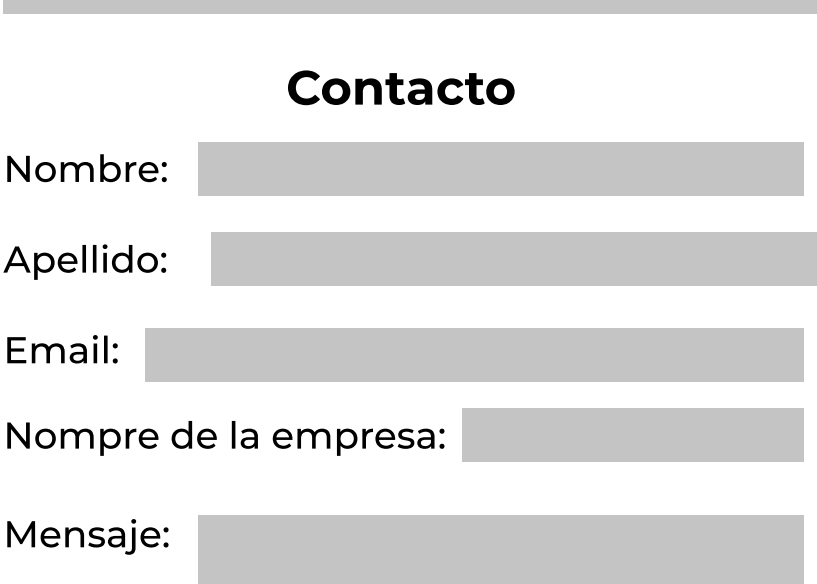 Contacto
Nombre:
Apellido:
Email:
Nompre de la empresa:
Mensaje: